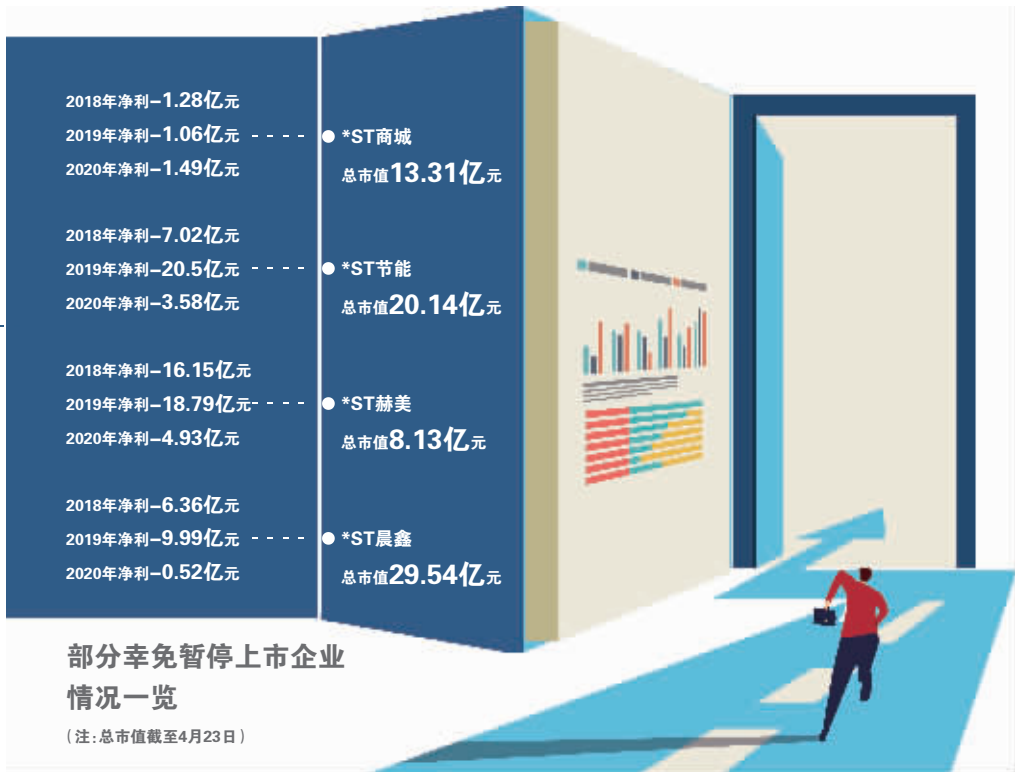 2018年净利-1.28亿元
2019年净利-1.06亿元
2020年净利-1.49亿元
*ST商城
总市值13.31亿元
2018年净利-7.02亿元
2019年净利-20.5亿元
2020年净利-3.58亿元
*ST节能
总市值20.14亿元
2018年净利-16.15亿元
2019年净利-18.79亿元
2020年净利-4.93亿元
*ST赫美
总市值8.13亿元
2018年净利-6.36亿元
2019年净利-9.99亿元
2020年净利-0.52亿元
*ST晨鑫
总市值29.54亿元
部分幸免暂停上市企业
情况一览
(注:总市值截至4月23日)